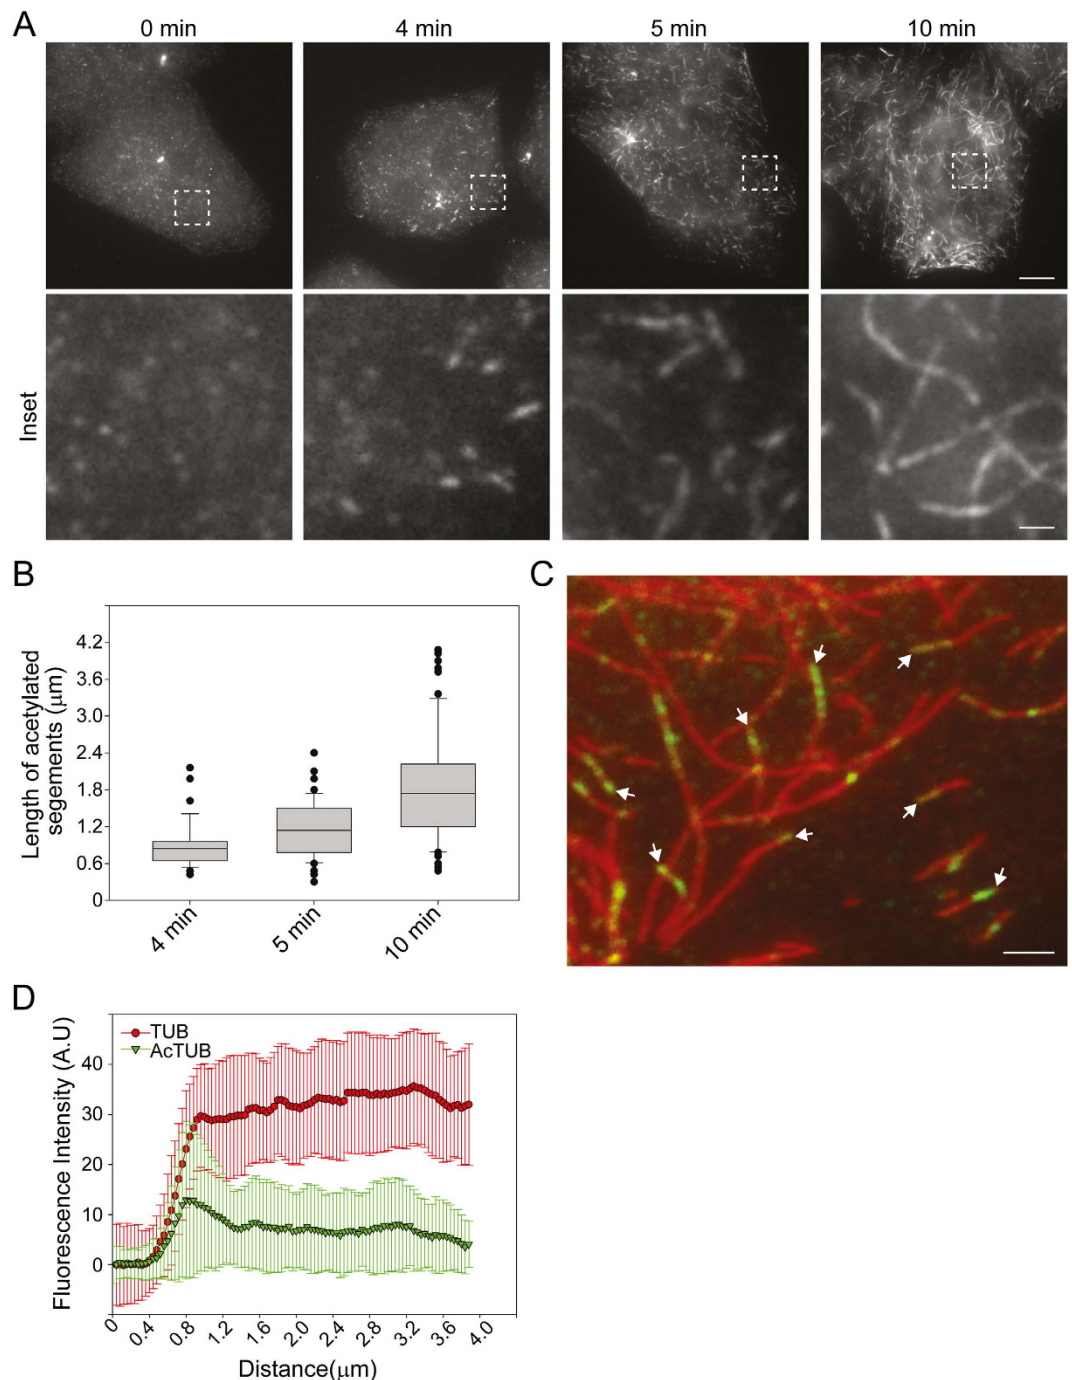 A
0 min
4 min
5 min
10 min
Inset
B
Length of acetylated
segements (μm)
4.2
3.6
3.0
2.4
1.8
1.2
0.6
0
4 min
5 min
10 min
C
D
Fluorescence Intensity (A.U)
TUB
AcTUB
40
30
20
10
0
0
0.4
0.8
1.2
1.6
2.0
2.4
2.8
3.2
3.6
4.0
Distance(μm)